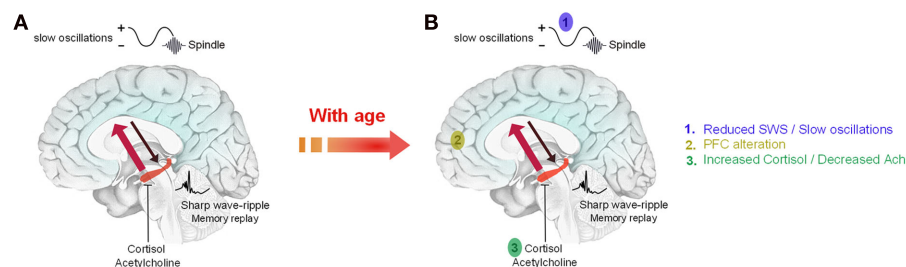 A
+
slow oscillations
−
Spindle
Sharp wave-ripple
Memory replay
Cortisol
Acetylcholine
With age
B
1
+
slow oscillations
−
Spindle
2
Sharp wave-ripple
Memory replay
3 Cortisol
Acetylcholine
1. Reduced SWS / Slow oscillations
2. PFC alteration
3. Increased Cortisol / Decreased Ach